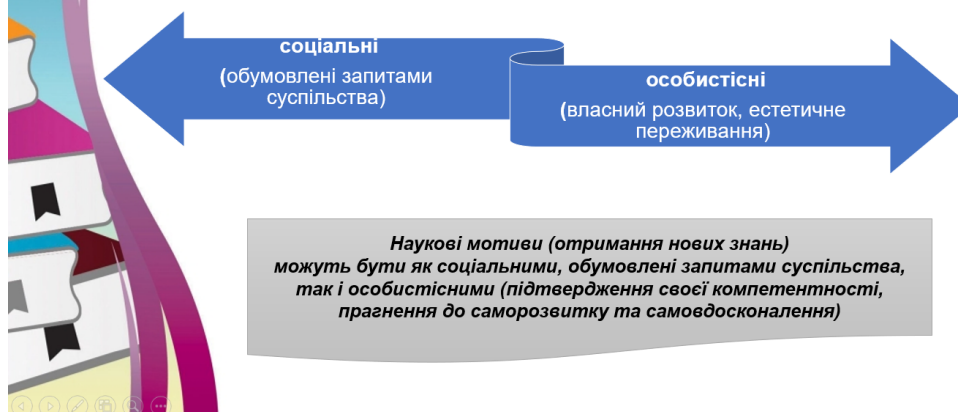 соціальні
(обумовлені запитами
суспільства)
особистісні
(власний розвиток, естетичне
переживання)
Наукові мотиви (отримання нових знань)
можуть бути як соціальними, обумовлені запитами суспільства,
так і особистісними (підтвердження своєї компетентності,
прагнення до саморозвитку та самовдосконалення)